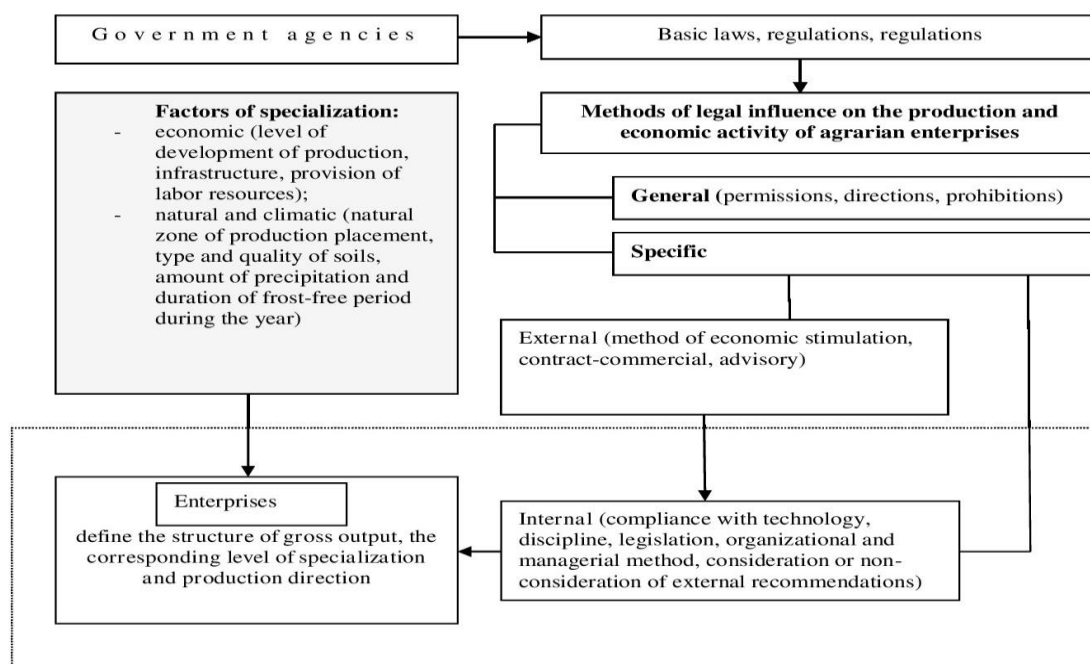 Government agencies
Basic laws, regulations, regulations
Factors of specialization:
- economic (level of
development of production,
infrastructure, provision of
labor resources);
- natural and climatic (natural
zone of production placement,
type and quality of soils,
amount of precipitation and
duration of frost-free period
during the year)
Methods of legal influence on the production and
economic activity of agrarian enterprises
General (permissions, directions, prohibitions)
Specific
External (method of economic stimulation,
contract-commercial, advisory)
Enterprises
define the structure of gross output, the
corresponding level of specialization
and production direction
Internal (compliance with technology,
discipline, legislation, organizational and
managerial method, consideration or non-
consideration of external recommendations)